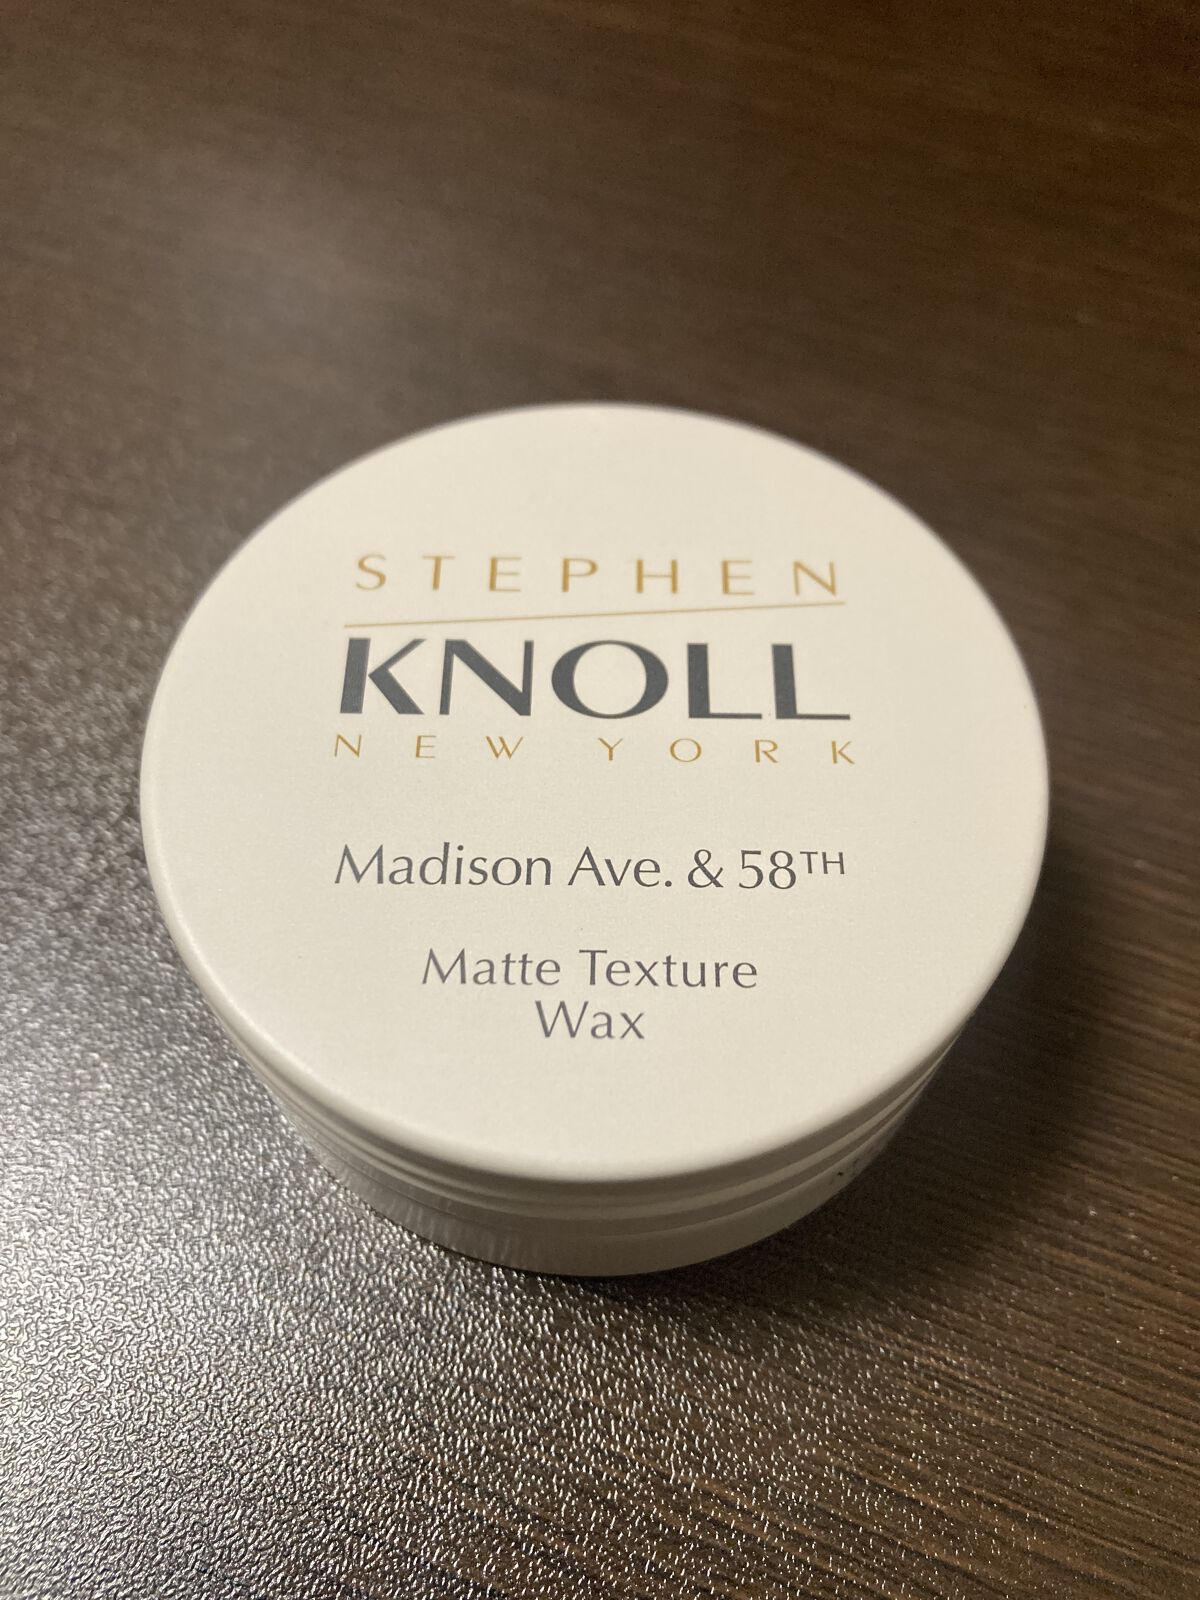 STEPHEN
KNOLL
NEW YORK
Madison Ave. & 58TH
Matte Texture
Wax